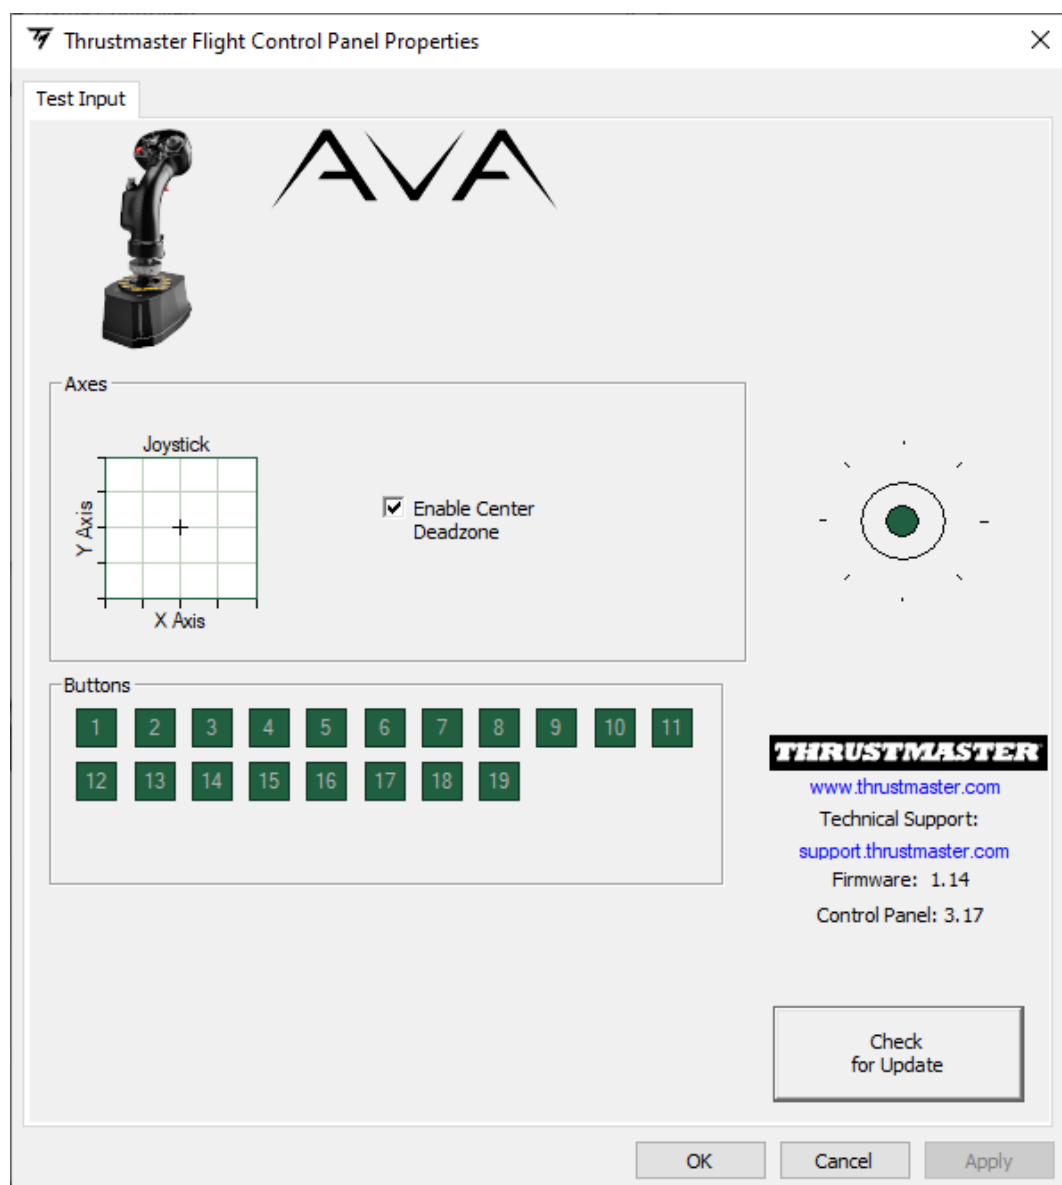 Thrustmaster Flight Control Panel Properties
Test Input
AVA
Axes
Joystick
Y Axis
X Axis
Enable Center
Deadzone
Buttons
1 2 3 4 5 6 7 8 9 10 11
12 13 14 15 16 17 18 19
THRUSTMASTER
www.thrustmaster.com
Technical Support:
support.thrustmaster.com
Firmware: 1.14
Control Panel: 3.17
Check
for Update
OK Cancel Apply